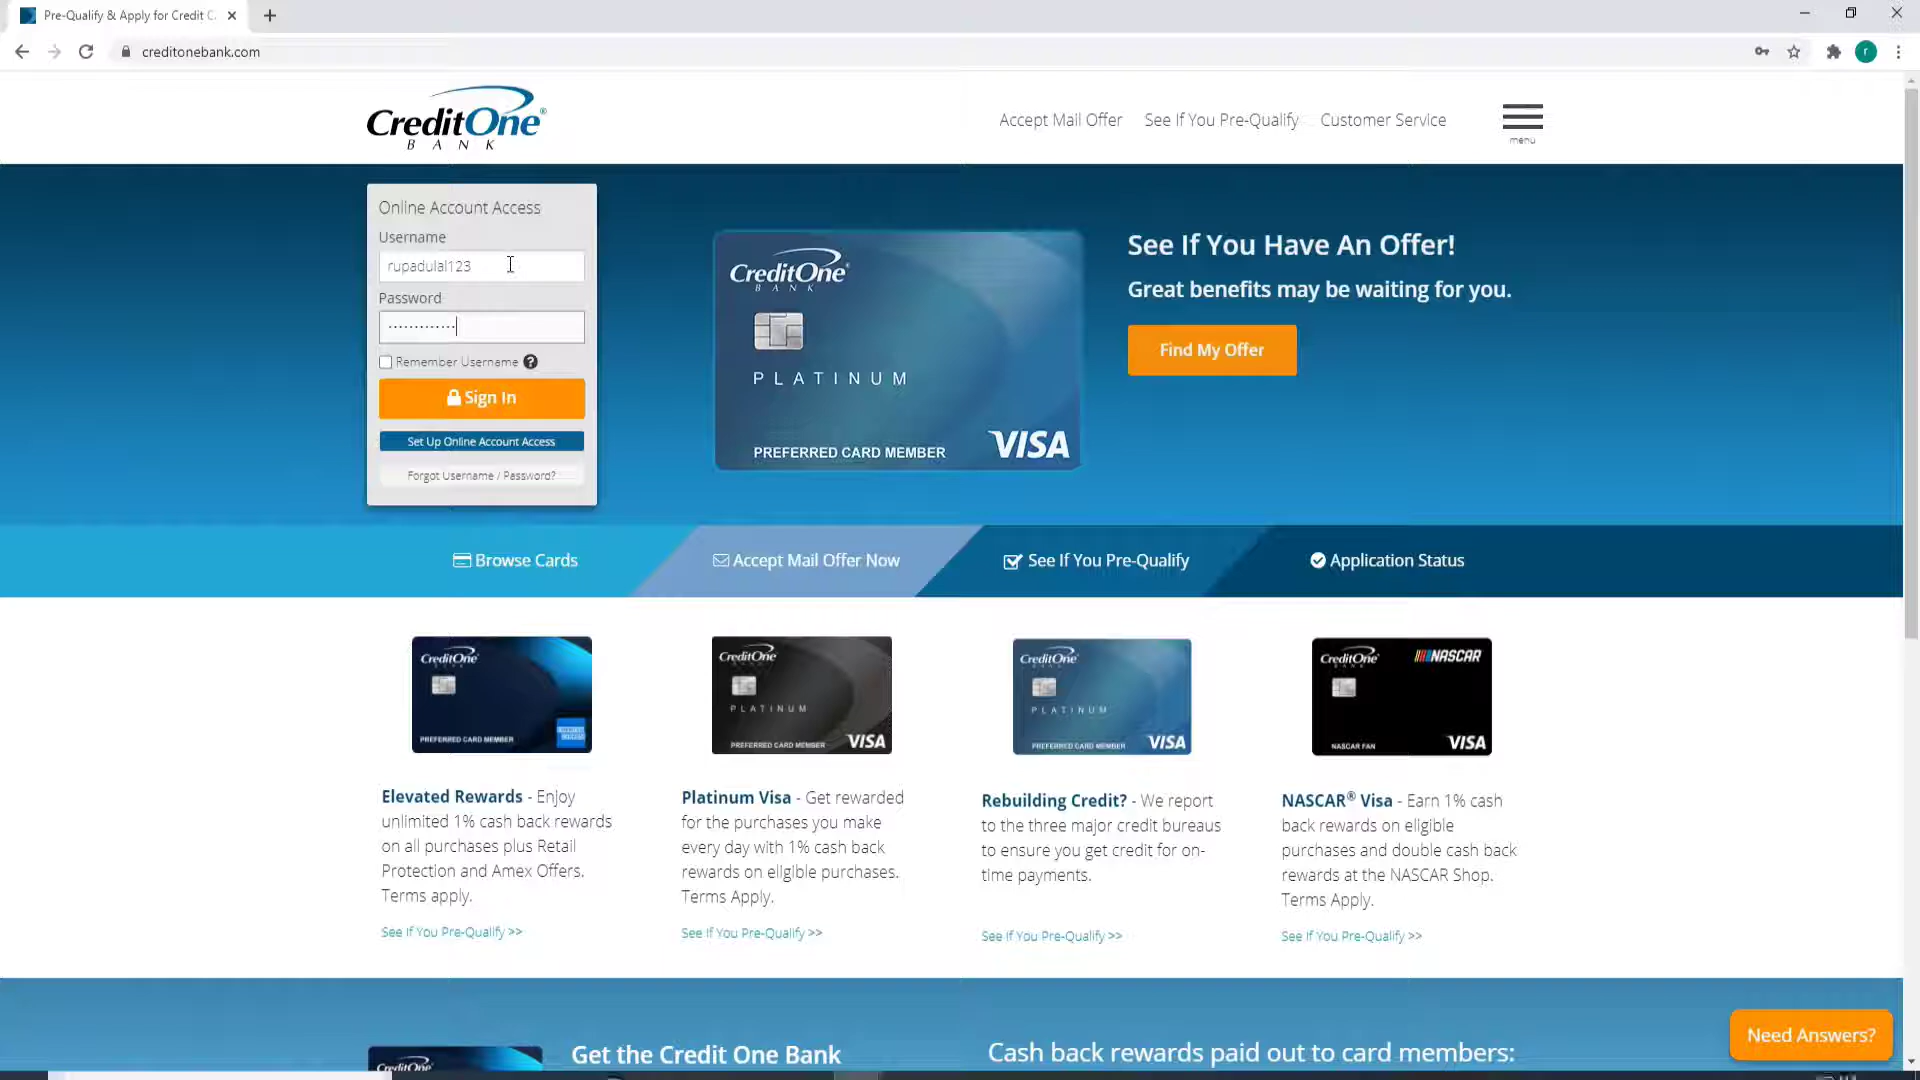 Pre-Qualify & Apply for Credit C
creditonebank.com
r
CreditOne®
BANK
Accept Mail Offer
See If You Pre-Qualify
Customer Service
menu
Online Account Access
Username
rupadulal123
Password
Remember Username ?
Sign In
Set Up Online Account Access
Forgot Username / Password?
CreditOne
BANK
PLATINUM
PREFERRED CARD MEMBER
VISA
See If You Have An Offer!
Great benefits may be waiting for you.
Find My Offer
Browse Cards
Accept Mail Offer Now
See If You Pre-Qualify
Application Status
CreditOne
BANK
PREFERRED CARD MEMBER
AMERICAN EXPRESS
Elevated Rewards - Enjoy
unlimited 1% cash back rewards
on all purchases plus Retail
Protection and Amex Offers.
Terms apply.
See If You Pre-Qualify >>
CreditOne
BANK
PLATINUM
PREFERRED CARD MEMBER
VISA
Platinum Visa - Get rewarded
for the purchases you make
every day with 1% cash back
rewards on eligible purchases.
Terms Apply.
See If You Pre-Qualify >>
CreditOne
BANK
PLATINUM
PREFERRED CARD MEMBER
VISA
Rebuilding Credit? - We report
to the three major credit bureaus
to ensure you get credit for on-
time payments.
See If You Pre-Qualify >>
CreditOne
BANK
NASCAR
NASCAR FAN
VISA
NASCAR® Visa - Earn 1% cash
back rewards on eligible
purchases and double cash back
rewards at the NASCAR Shop.
Terms Apply.
See If You Pre-Qualify >>
CreditOne
Get the Credit One Bank
Cash back rewards paid out to card members:
Need Answers?